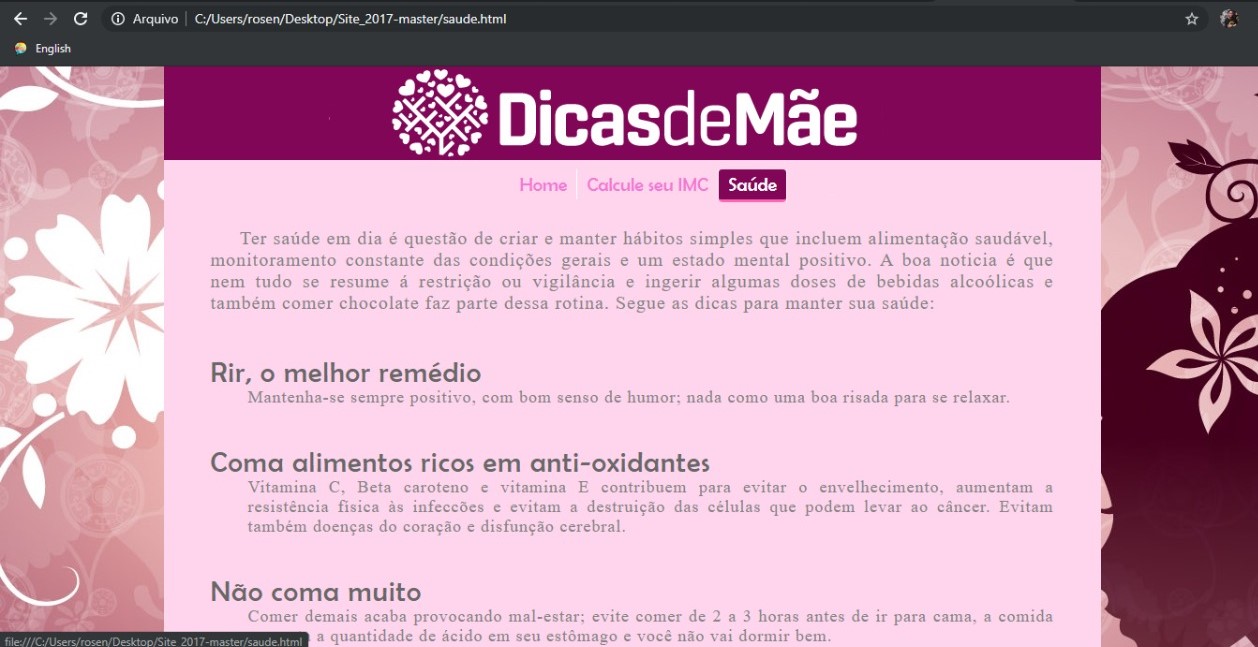 Arquivo | C:/Users/rosen/Desktop/Site_2017-master/saude.html
English
DicasdeMãe
Home Calcule seu IMC Saúde
Ter saúde em dia é questão de criar e manter hábitos simples que incluem alimentação saudável,
monitoramento constante das condições gerais e um estado mental positivo. A boa noticia é que
nem tudo se resume á restrição ou vigilância e ingerir algumas doses de bebidas alcoólicas e
também comer chocolate faz parte dessa rotina. Segue as dicas para manter sua saúde:
Rir, o melhor remédio
Mantenha-se sempre positivo, com bom senso de humor; nada como uma boa risada para se relaxar.
Coma alimentos ricos em anti-oxidantes
Vitamina C, Beta caroteno e vitamina E contribuem para evitar o envelhecimento, aumentam a
resistência física às infeccões e evitam a destruição das células que podem levar ao câncer. Evitam
também doenças do coração e disfunção cerebral.
Não coma muito
Comer demais acaba provocando mal-estar; evite comer de 2 a 3 horas antes de ir para cama, a comida
a quantidade de ácido em seu estômago e você não vai dormir bem.
file:///C:/Users/rosen/Desktop/Site_2017-master/saude.html